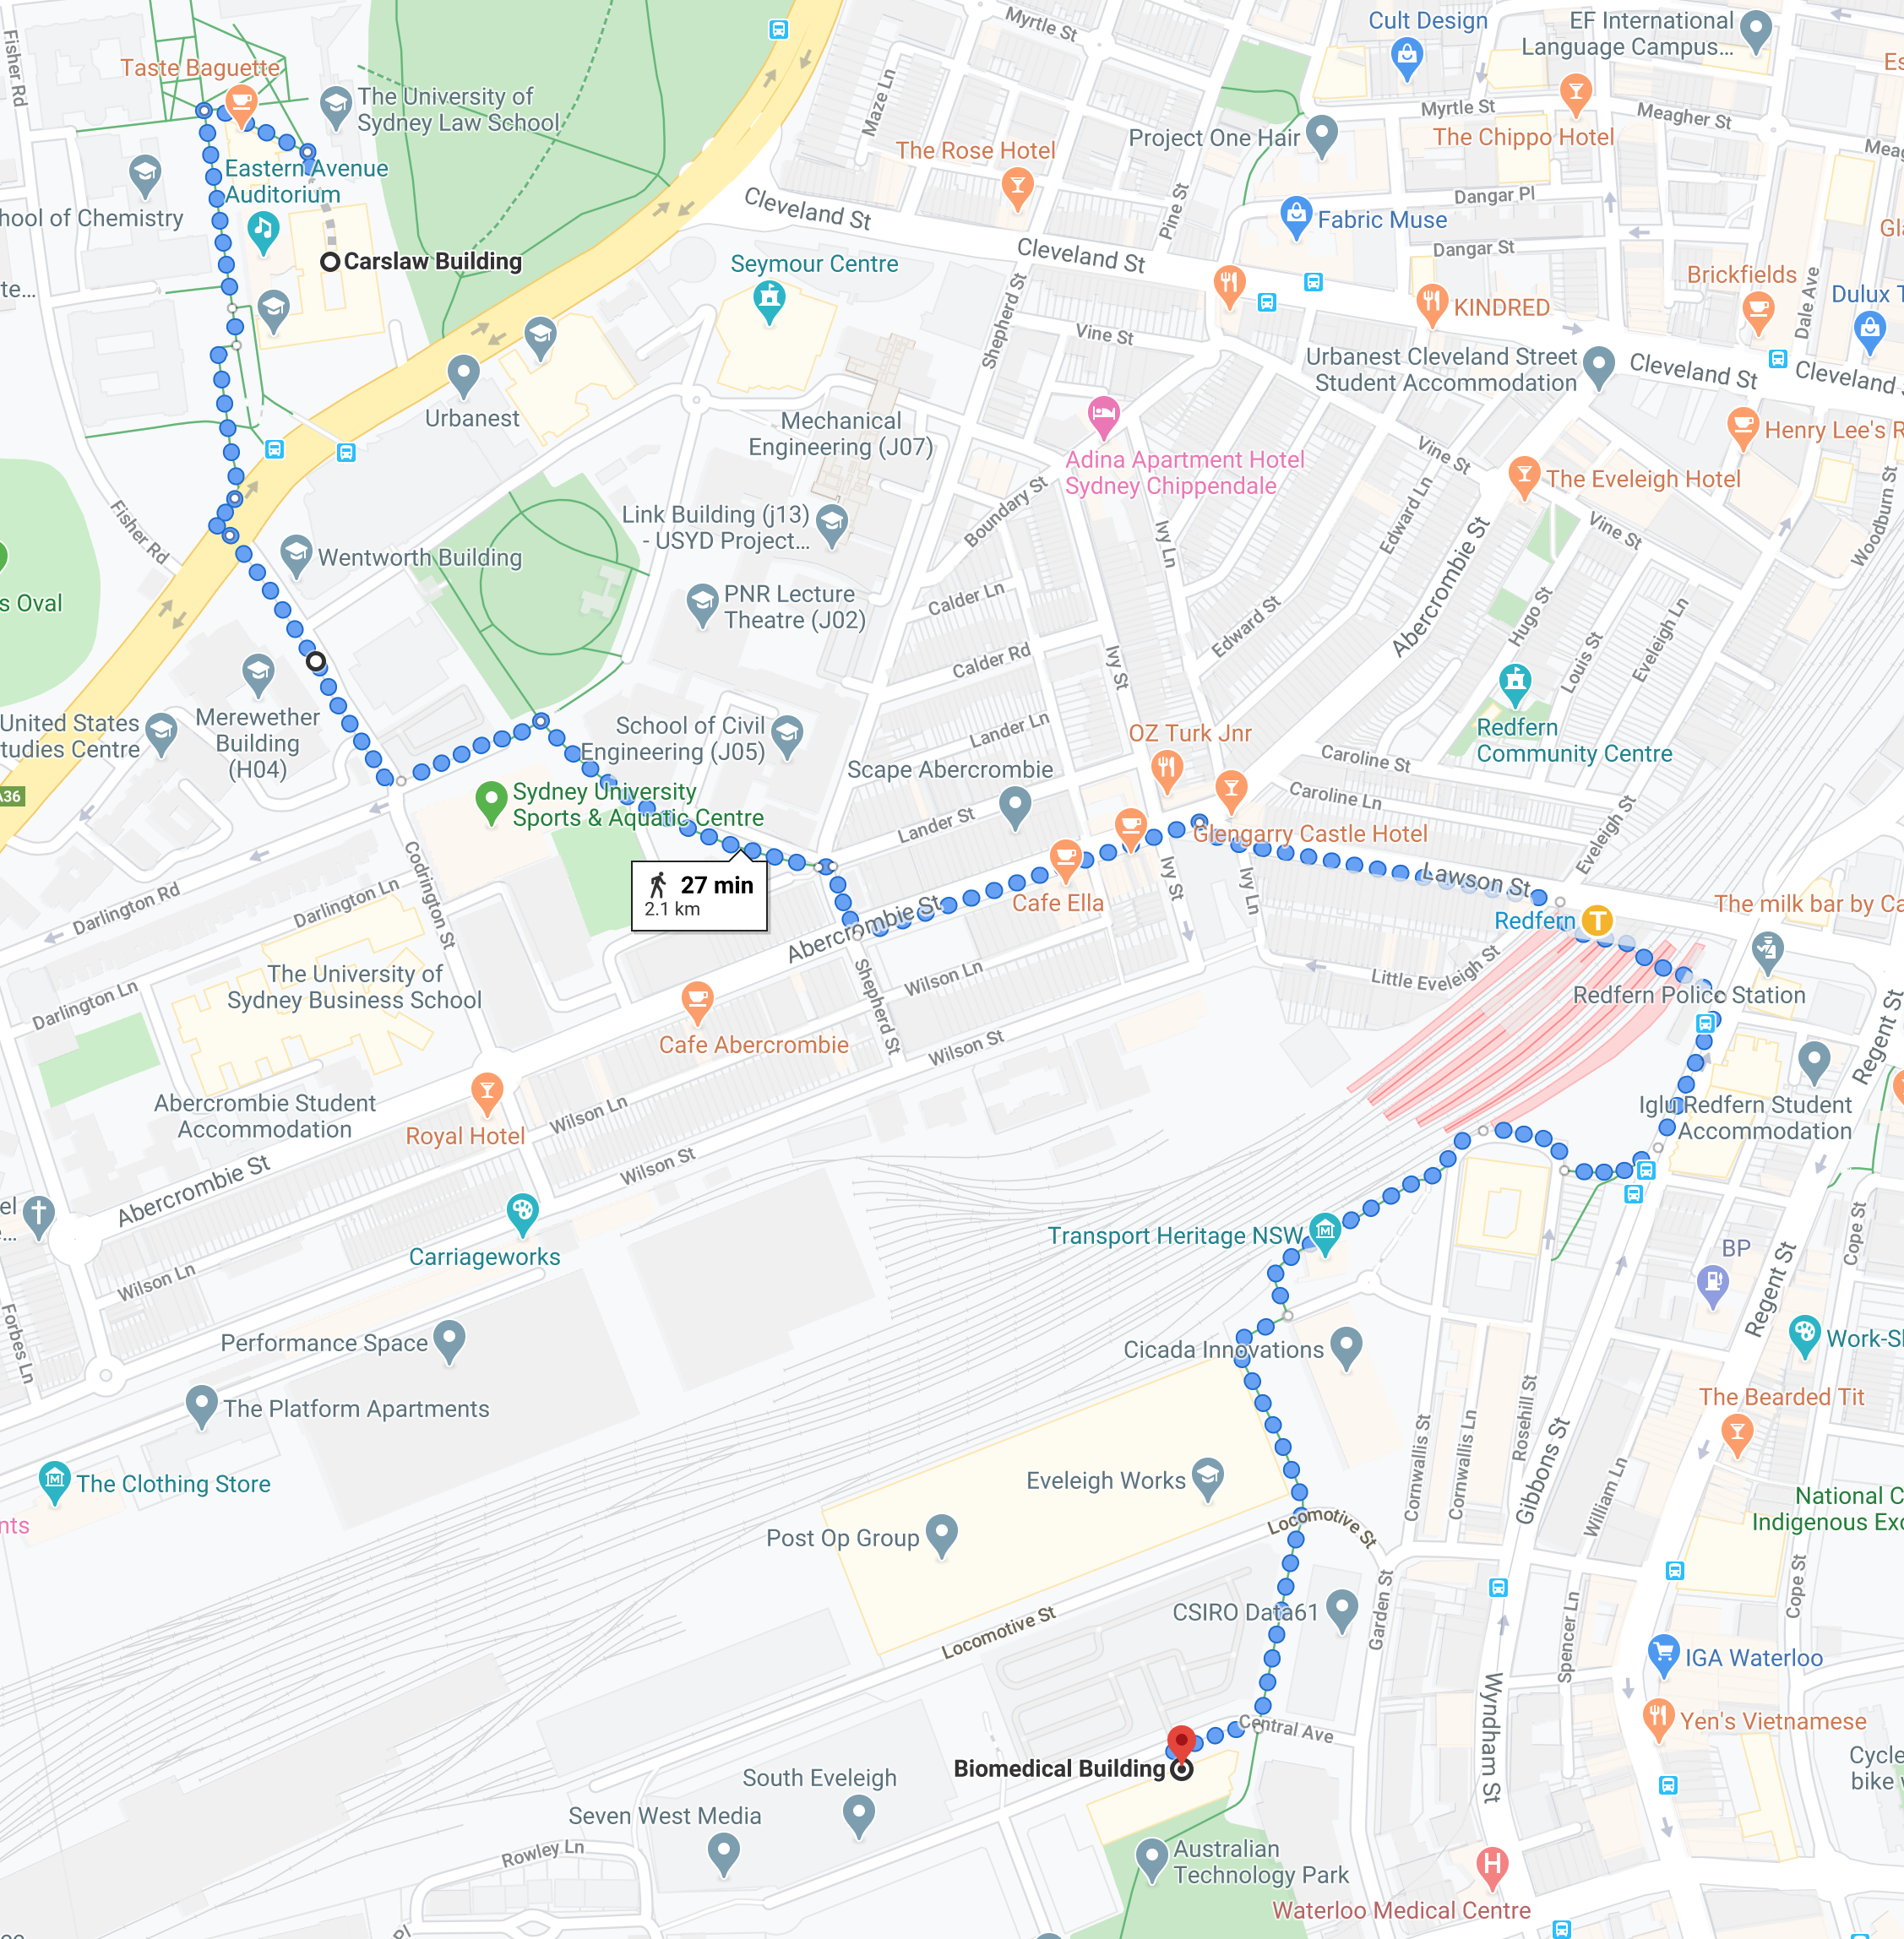 Fisher Rd
Taste Baguette
The University of
Sydney Law School
Eastern Avenue
Auditorium
hool of Chemistry
Carslaw Building
te...
Maze Ln
Myrtle St
The Rose Hotel
Cleveland St
Cleveland St
Pine St
Project One Hair
Cult Design
EF International
Language Campus...
Myrtle St
The Chippo Hotel
Meagher St
Dangar Pl
Fabric Muse
Dangar St
Brickfields
Dale Ave
KINDRED
Seymour Centre
Shepherd St
Vine St
Urbanest Cleveland Street
Student Accommodation
Cleveland St
Cleveland
Urbanest
Mechanical
Engineering (J07)
Adina Apartment Hotel
Sydney Chippendale
Vine St
The Eveleigh Hotel
Vine St
Woodburn St
Fisher Rd
Wentworth Building
Link Building (j13)
- USYD Project...
Boundary St
Ivy Ln
Edward Ln
Abercrombie St
s Oval
PNR Lecture
Theatre (J02)
Calder Ln
Calder Rd
Ivy St
Edward St
Hugo St
Louis St
Eveleigh Ln
Redfern
Community Centre
United States
tudies Centre
Merewether
Building
(H04)
School of Civil
Engineering (J05)
Lander Ln
OZ Turk Jnr
Caroline St
Scape Abercrombie
Caroline Ln
A36
Sydney University
Sports & Aquatic Centre
Lander St
Glengarry Castle Hotel
Eveleigh St
27 min
2.1 km
Darlington Rd
Darlington Ln
Codrington St
Abercrombie St
Cafe Ella
Ivy St
Ivy Ln
Lawson St
Redfern
T
The milk bar by Ca
The University of
Sydney Business School
Darlington Ln
Shepherd St
Wilson Ln
Little Eveleigh St
Redfern Police Station
Regent St
Cafe Abercrombie
Wilson St
Abercrombie Student
Accommodation
Royal Hotel
Wilson Ln
Wilson St
Iglu Redfern Student
Accommodation
Abercrombie St
Carriageworks
Transport Heritage NSW
BP
Cope St
Wilson Ln
Regent St
Forbes Ln
Performance Space
Cicada Innovations
The Platform Apartments
The Bearded Tit
Cornwallis St
Cornwallis Ln
Rosehill St
Gibbons St
William Ln
The Clothing Store
nts
Eveleigh Works
Post Op Group
Locomotive St
National C
Indigenous Exc
Locomotive St
CSIRO Data61
Garden St
Spencer Ln
Cope St
IGA Waterloo
Wyndham St
Central Ave
Yen's Vietnamese
Biomedical Building
South Eveleigh
Seven West Media
Cycle
bike
Rowley Ln
Australian
Technology Park
H
Waterloo Medical Centre